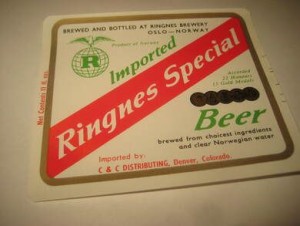 BREWED AND BOTTLED AT RINGNES BREWERY
OSLO—NORWAY
Product of Norway
R
Imported
Ringnes Special
Beer
brewed from choicest ingredients
and clear Norwegian water
Imported by:
C & C DISTRIBUTING, Denver, Colorado.